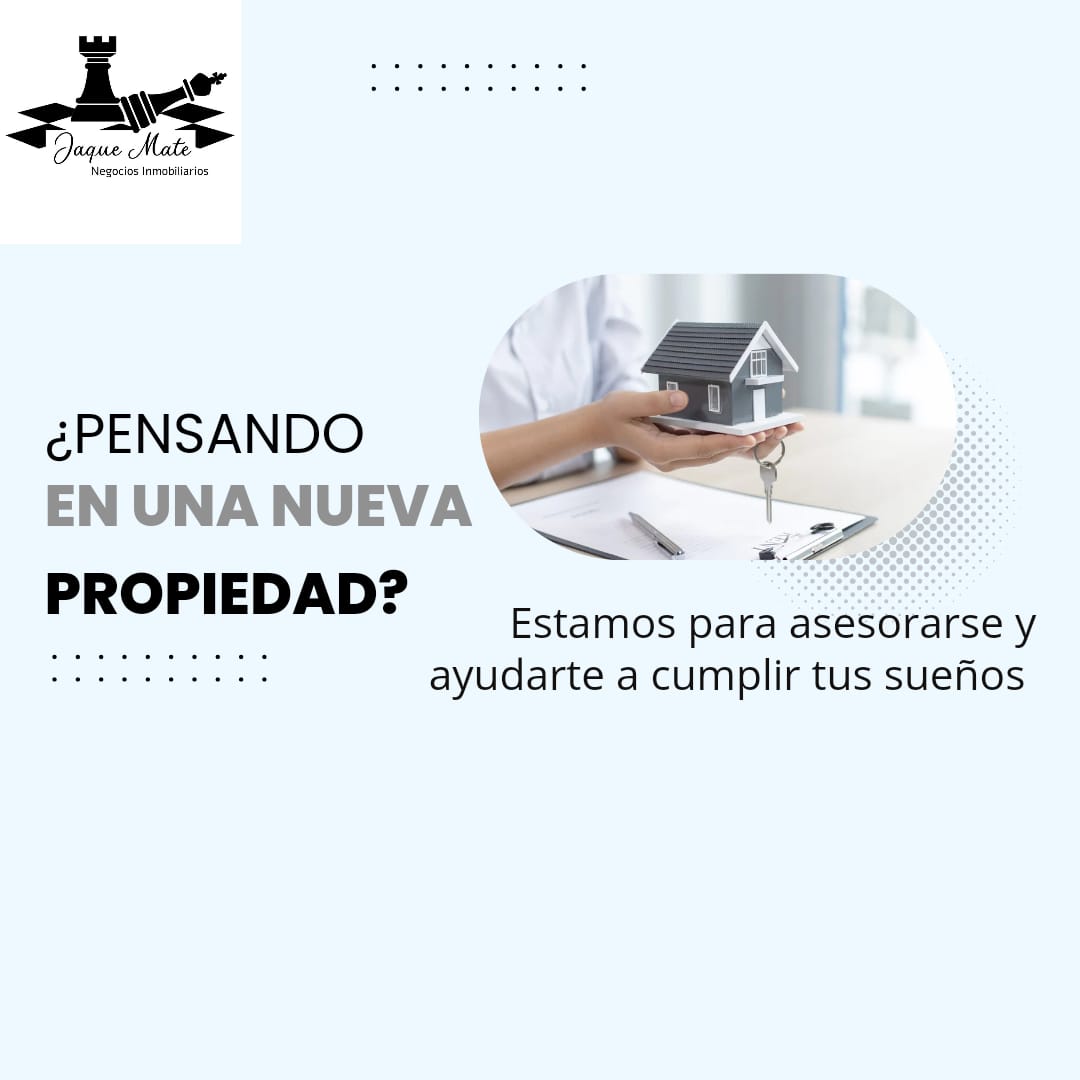 Jaque Mate
Negocios Inmobiliarios
¿PENSANDO
EN UNA NUEVA
PROPIEDAD?
Estamos para asesorarse y
ayudarte a cumplir tus sueños